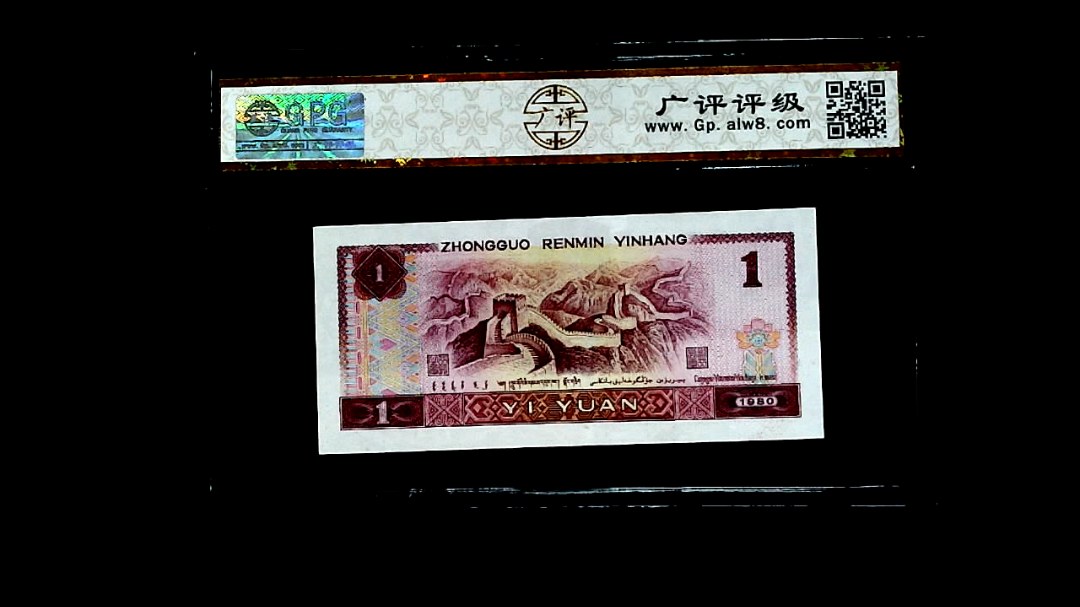 GPG
广评
广评评级
www.Gp.alw8.com
ZHONGGUO RENMIN YINHANG
1
1
1
YI YUAN
1980